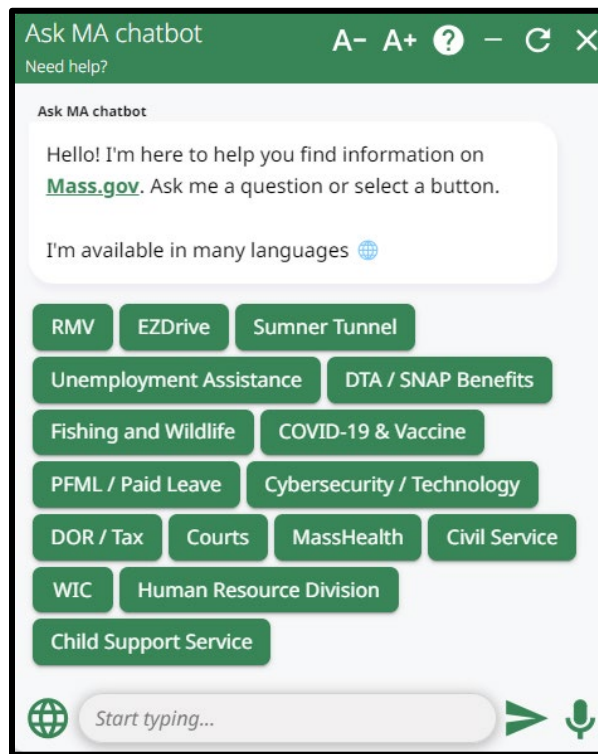 Ask MA chatbot
A- A+ ?
Need help?
Ask MA chatbot
Hello! I'm here to help you find information on
Mass.gov. Ask me a question or select a button.
I'm available in many languages 🌐
RMV EZDrive Sumner Tunnel
Unemployment Assistance DTA / SNAP Benefits
Fishing and Wildlife COVID-19 & Vaccine
PFML / Paid Leave Cybersecurity / Technology
DOR / Tax Courts MassHealth Civil Service
WIC Human Resource Division
Child Support Service
Start typing...